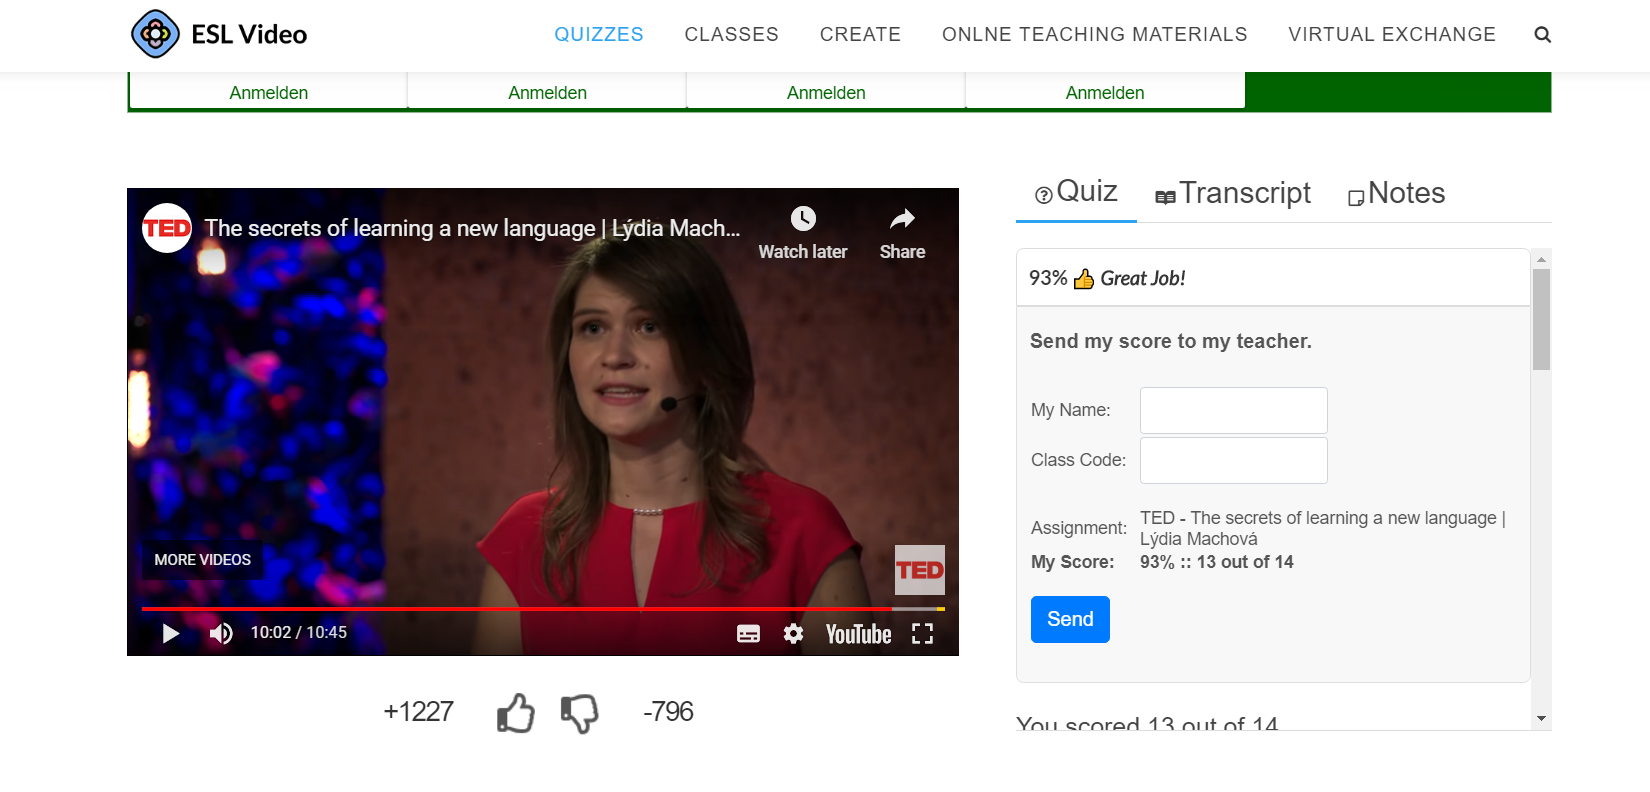 ESL Video
QUIZZES
CLASSES
CREATE
ONLNE TEACHING MATERIALS
VIRTUAL EXCHANGE
Anmelden
Anmelden
Anmelden
Anmelden
TED
The secrets of learning a new language | Lýdia Mach...
Watch later
Share
MORE VIDEOS
TED
10:02 / 10:45
YouTube
+1227
-796
Quiz
Transcript
Notes
93% 👍 Great Job!
Send my score to my teacher.
My Name:
Class Code:
Assignment:
TED - The secrets of learning a new language |
Lýdia Machová
My Score:
93% :: 13 out of 14
Send
You scored 13 out of 14